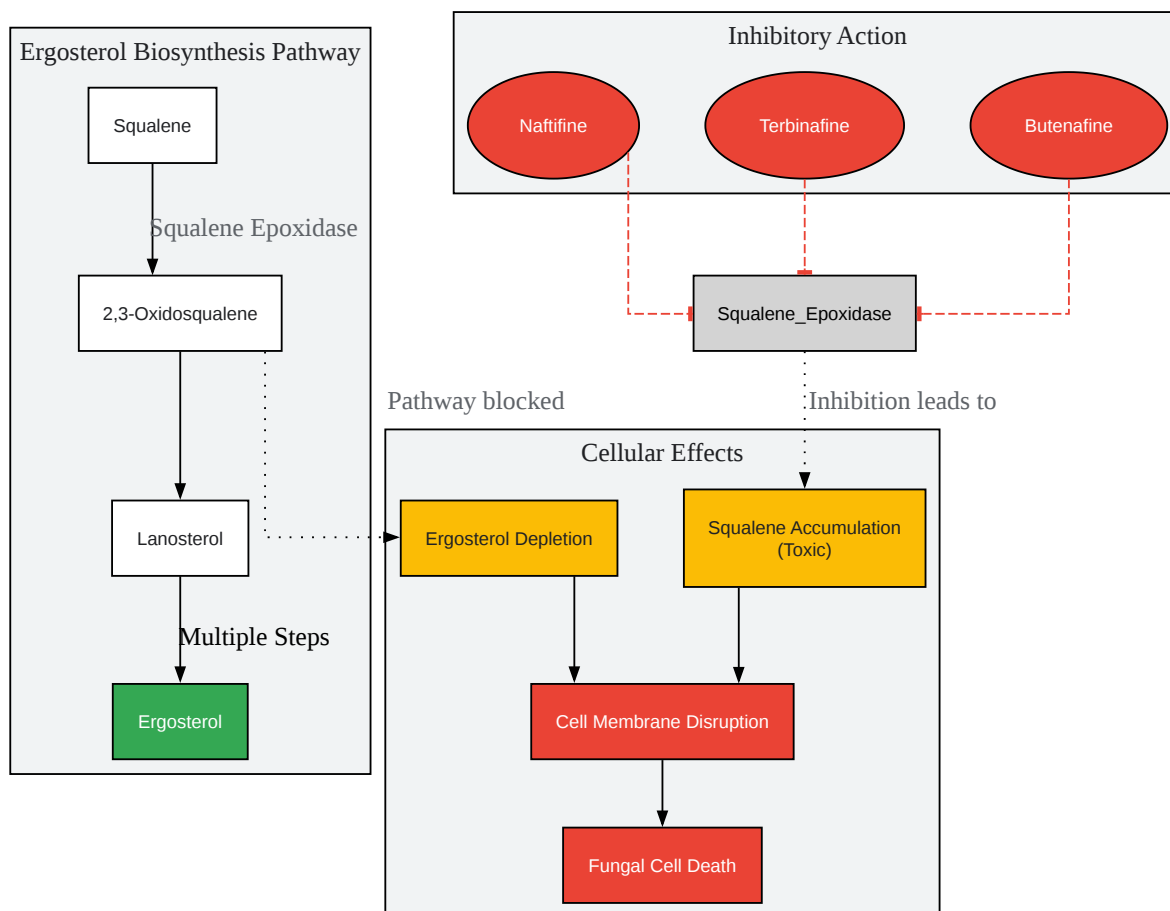 Ergosterol Biosynthesis Pathway
Squalene
Squalene Epoxidase
2,3-Oxidosqualene
Lanosterol
Multiple Steps
Ergosterol
Inhibitory Action
Naftifine
Terbinafine
Butenafine
Squalene_Epoxidase
Pathway blocked
Inhibition leads to
Cellular Effects
Ergosterol Depletion
Squalene Accumulation
(Toxic)
Cell Membrane Disruption
Fungal Cell Death